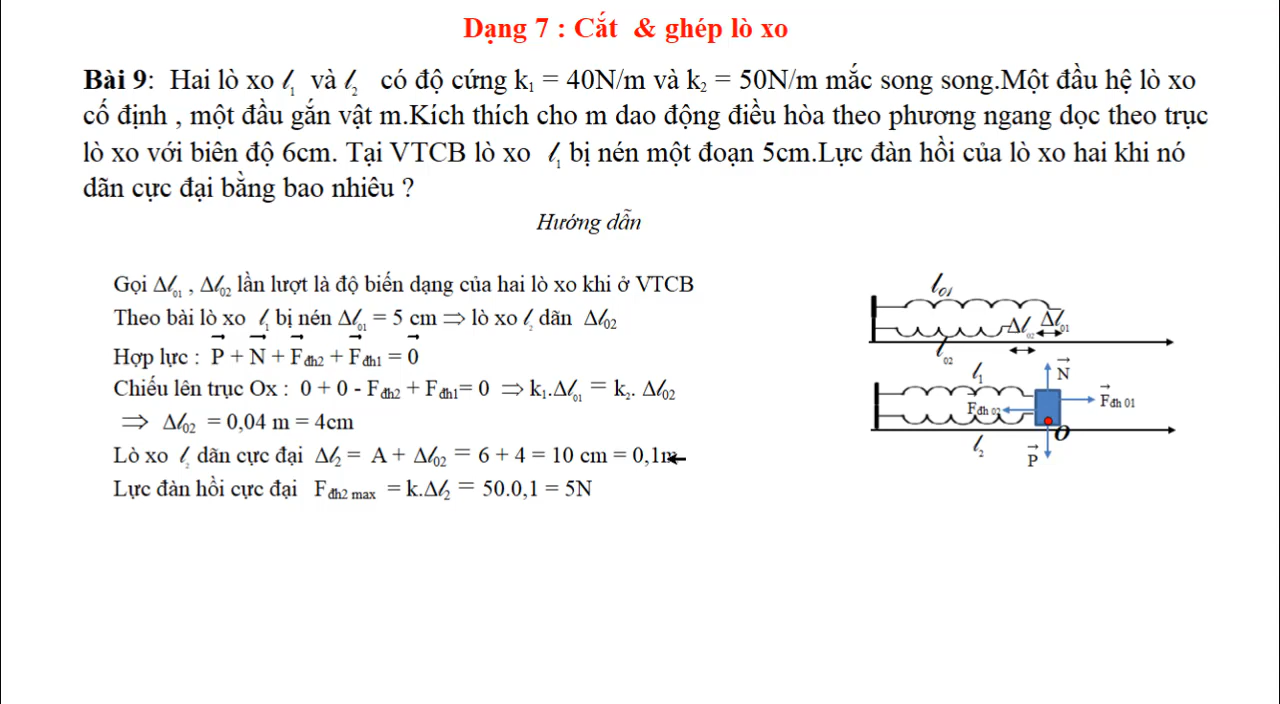 Dạng 7 : Cắt & ghép lò xo
Bài 9: Hai lò xo ℓ₁ và ℓ₂ có độ cứng k₁ = 40N/m và k₂ = 50N/m mắc song song.Một đầu hệ lò xo
cố định , một đầu gắn vật m.Kích thích cho m dao động điều hòa theo phương ngang dọc theo trục
lò xo với biên độ 6cm. Tại VTCB lò xo ℓ₁ bị nén một đoạn 5cm.Lực đàn hồi của lò xo hai khi nó
dãn cực đại bằng bao nhiêu ?
Hướng dẫn
Gọi Δℓ₀₁ , Δℓ₀₂ lần lượt là độ biến dạng của hai lò xo khi ở VTCB
Theo bài lò xo ℓ₁ bị nén Δℓ₀₁ = 5 cm ⇒ lò xo ℓ₂ dãn Δℓ₀₂
Hợp lực : P⃗ + N⃗ + F⃗đh2 + F⃗đh1 = 0⃗
Chiếu lên trục Ox : 0 + 0 - Fđh2 + Fđh1= 0 ⇒ k₁.Δℓ₀₁ = k₂. Δℓ₀₂
⇒ Δℓ₀₂ = 0,04 m = 4cm
Lò xo ℓ₂ dãn cực đại Δℓ₂ = A + Δℓ₀₂ = 6 + 4 = 10 cm = 0,1m
Lực đàn hồi cực đại Fđh2 max = k.Δℓ₂ = 50.0,1 = 5N
ℓ₀₁
Δℓ₀₂ Δℓ₀₁
ℓ₀₂
ℓ₁ N⃗
F⃗đh 02 F⃗đh 01
O
ℓ₂ P⃗